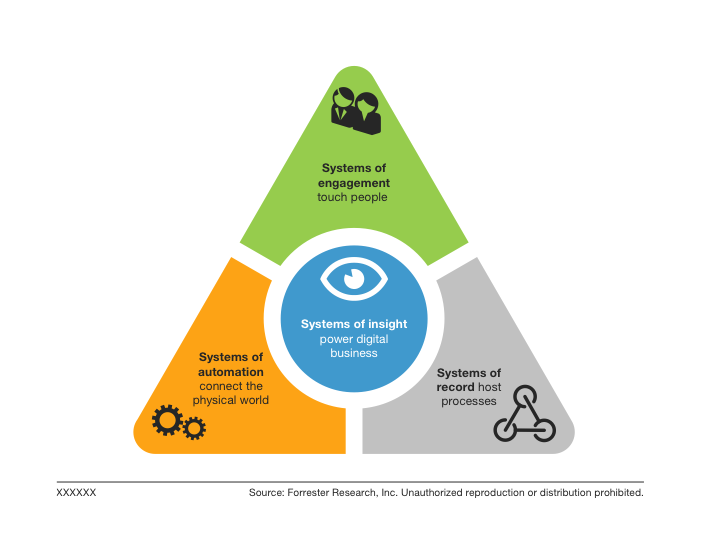 Systems of
engagement
touch people
Systems of insight
power digital
business
Systems of
automation
connect the
physical world
Systems of
record host
processes
XXXXXX
Source: Forrester Research, Inc. Unauthorized reproduction or distribution prohibited.